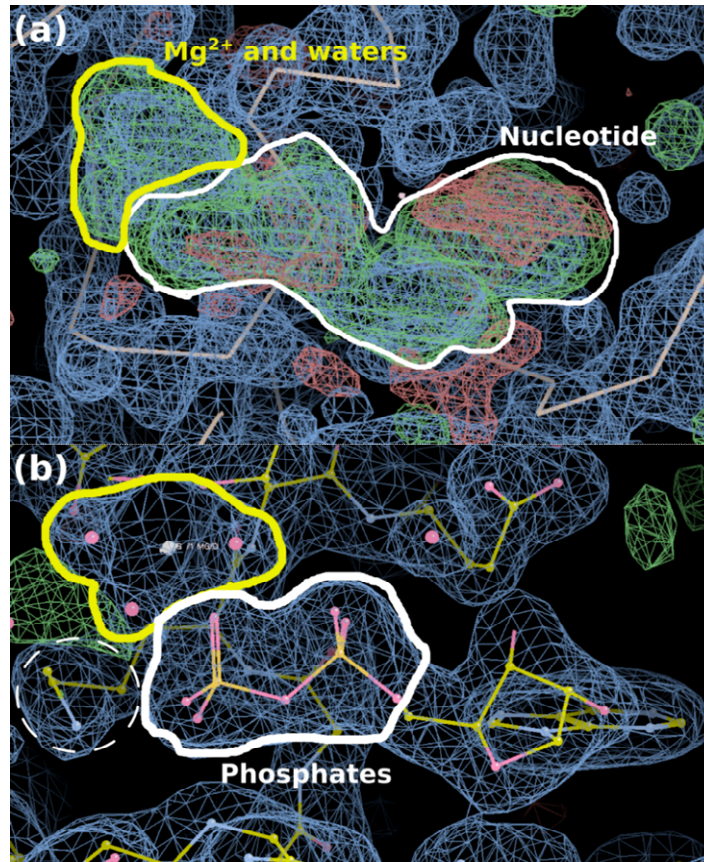 (a)
Mg²⁺ and waters
Nucleotide
(b)
Phosphates